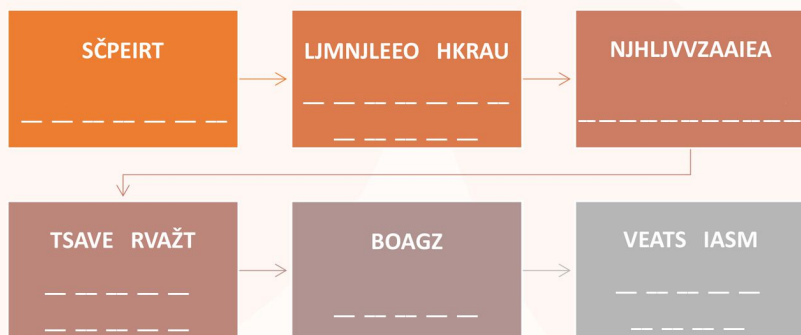 SČPEIRT
LJMNJLEEO HKRAU
NJHLJVVZAAIEA
TSAVE RVAŽT
BOAGZ
VEATS IASM